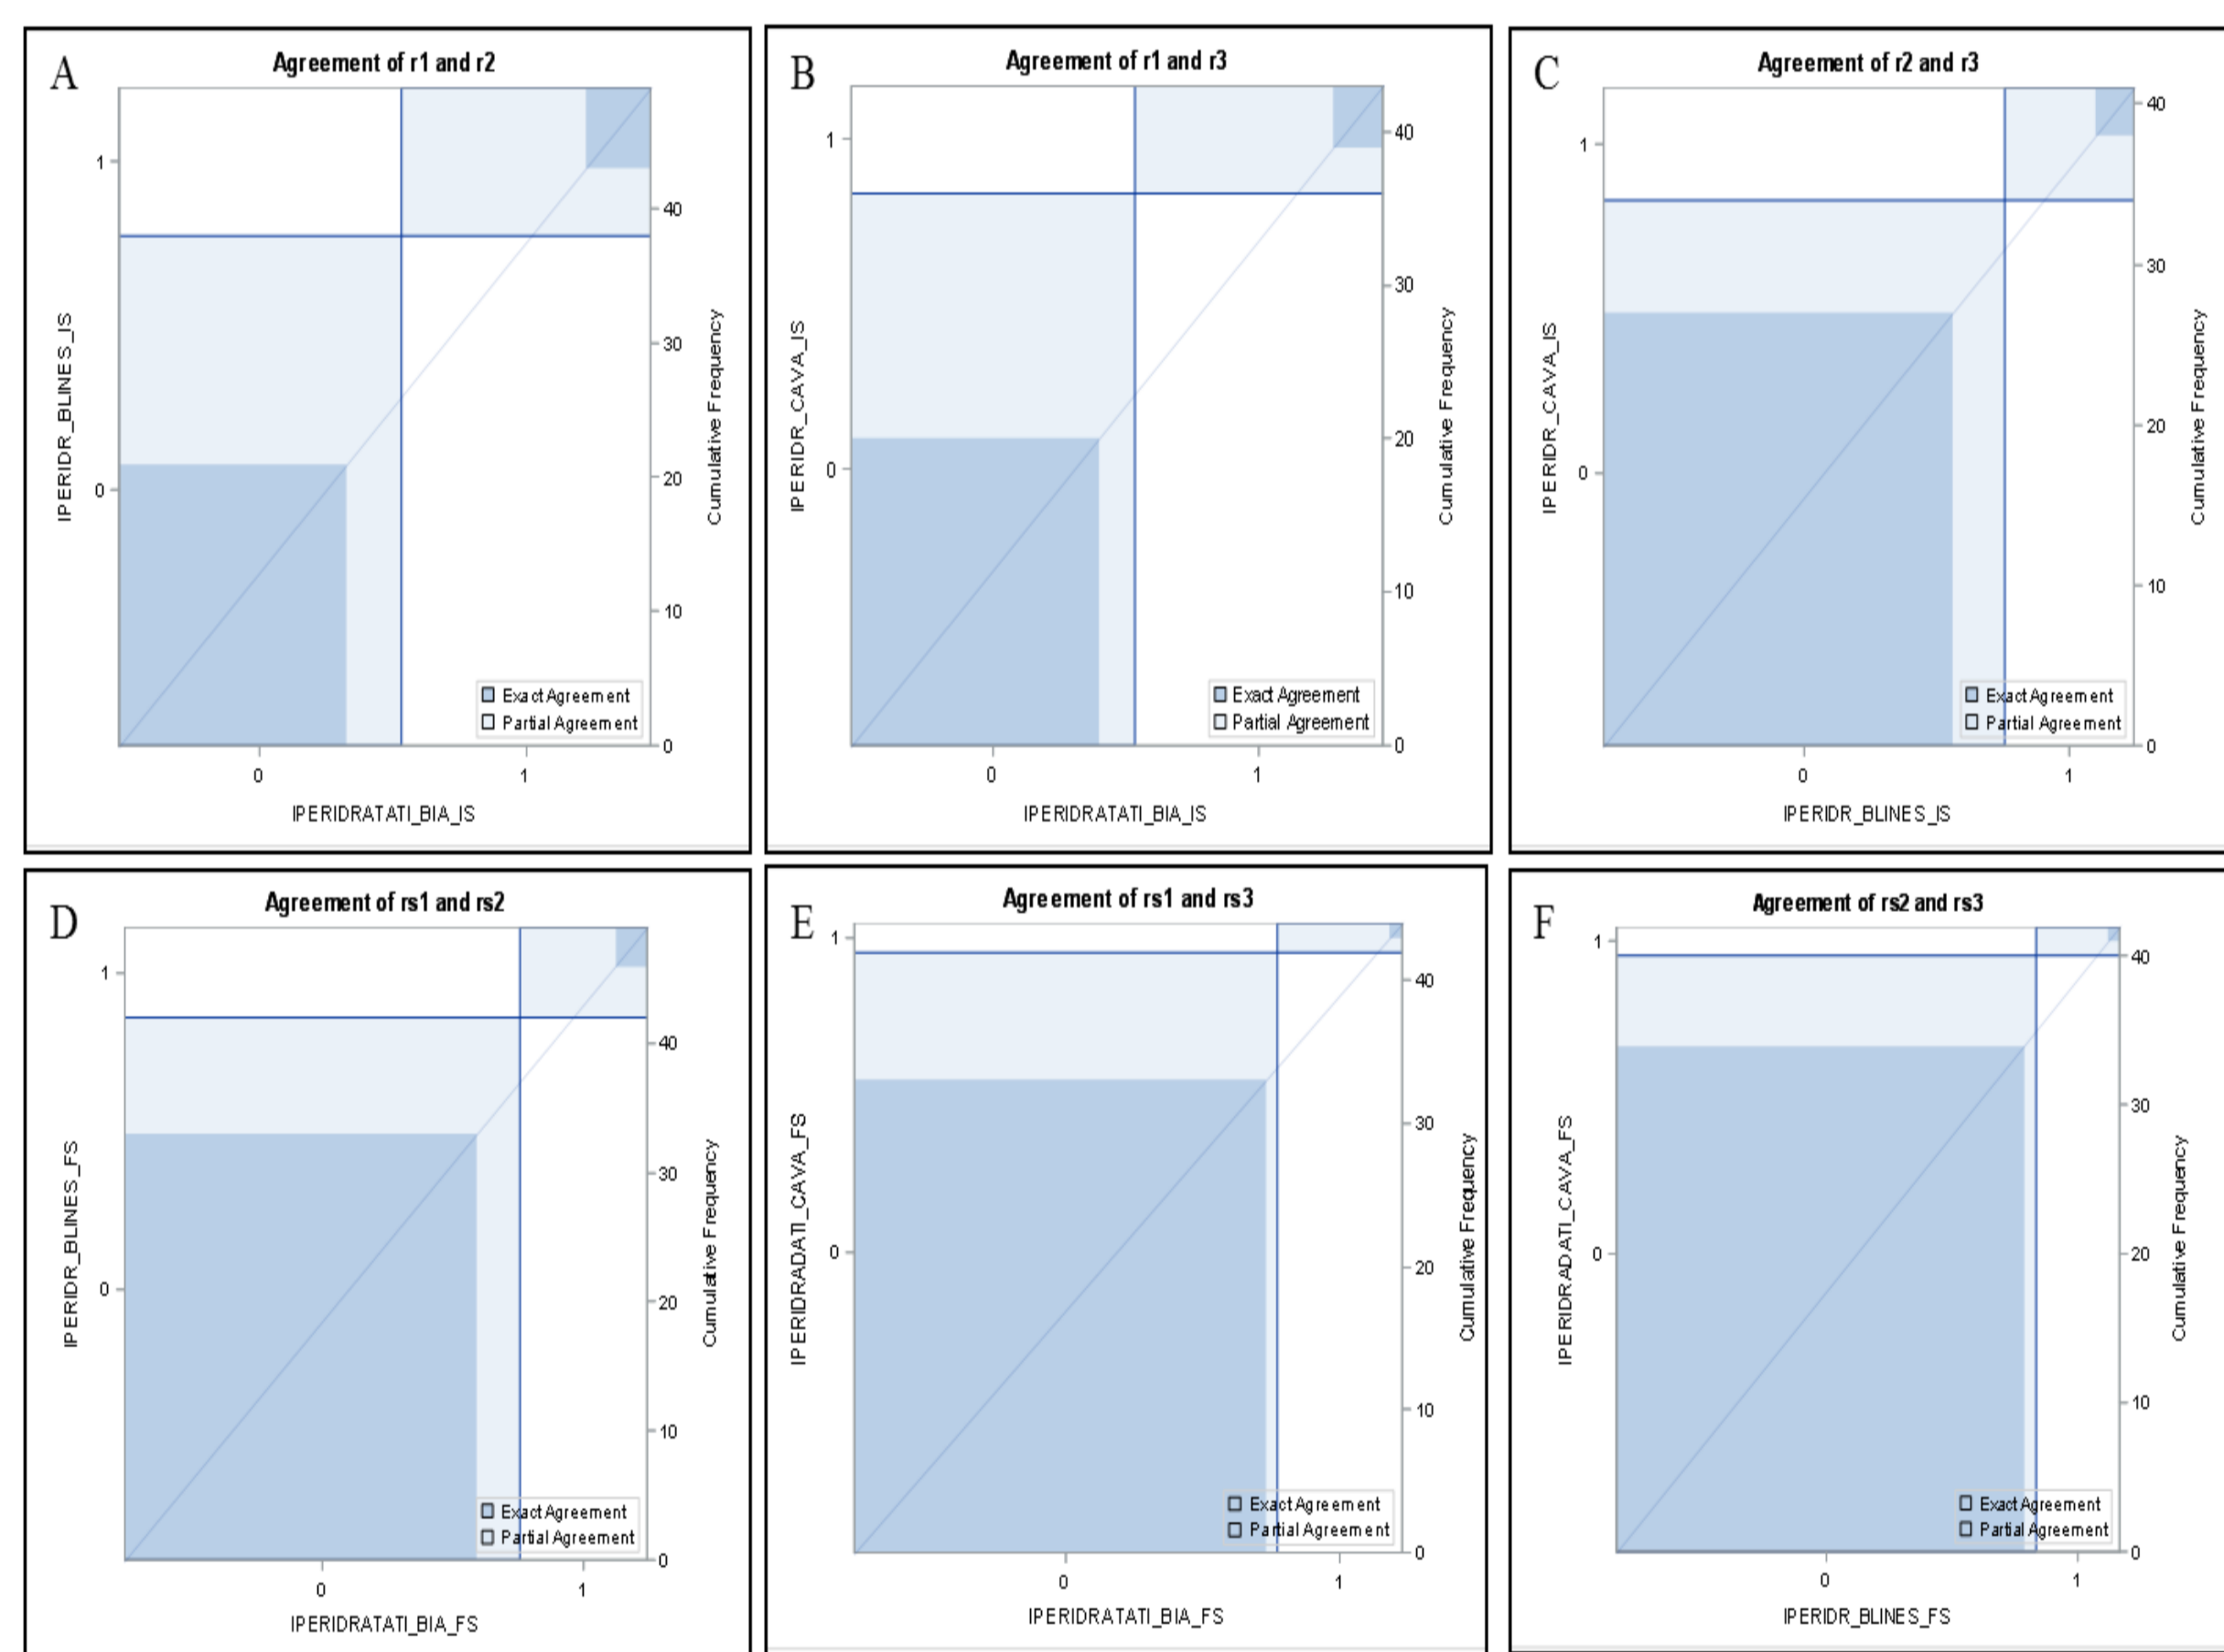 A
Agreement of r1 and r2
1
0
IPERIDR_BLINES_IS
40
30
20
10
0
Cumulative Frequency
Exact Agreement
Partial Agreement
0 1
IPERIDRATATI_BIA_IS
B
Agreement of r1 and r3
1
0
IPERIDR_CAVA_IS
40
30
20
10
0
Cumulative Frequency
Exact Agreement
Partial Agreement
0 1
IPERIDRATATI_BIA_IS
C
Agreement of r2 and r3
1
0
IPERIDR_CAVA_IS
40
30
20
10
0
Cumulative Frequency
Exact Agreement
Partial Agreement
0 1
IPERIDR_BLINES_IS
D
Agreement of rs1 and rs2
1
0
IPERIDR_BLINES_FS
40
30
20
10
0
Cumulative Frequency
Exact Agreement
Partial Agreement
0 1
IPERIDRATATI_BIA_FS
E
Agreement of rs1 and rs3
1
0
IPERIDRADATI_CAVA_FS
40
30
20
10
0
Cumulative Frequency
Exact Agreement
Partial Agreement
0 1
IPERIDRATATI_BIA_FS
F
Agreement of rs2 and rs3
1
0
IPERIDRADATI_CAVA_FS
40
30
20
10
0
Cumulative Frequency
Exact Agreement
Partial Agreement
0 1
IPERIDR_BLINES_FS